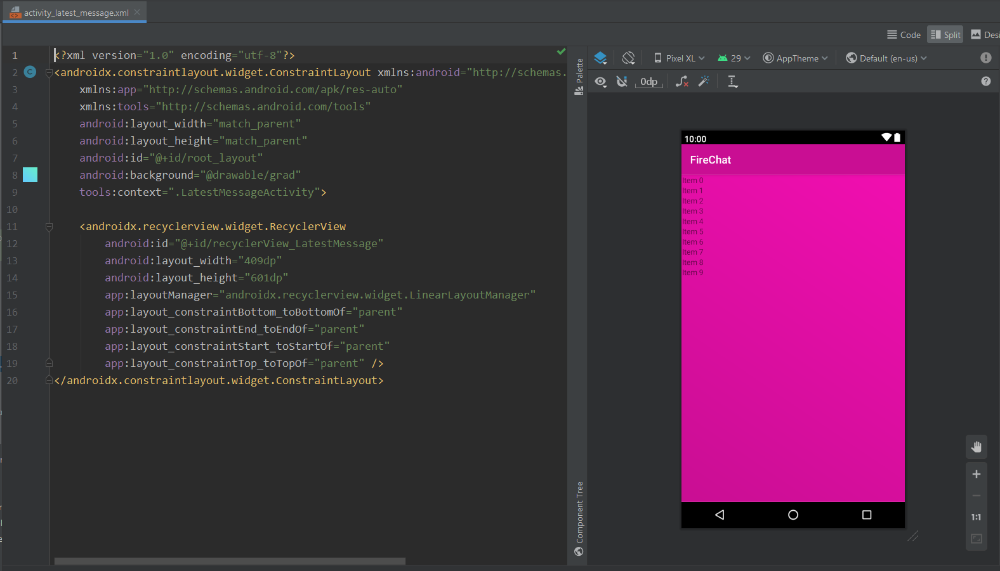 activity_latest_message.xml
Code Split Desi
1 <?xml version="1.0" encoding="utf-8"?>
2 <androidx.constraintlayout.widget.ConstraintLayout xmlns:android="http://schemas.
3 xmlns:app="http://schemas.android.com/apk/res-auto"
4 xmlns:tools="http://schemas.android.com/tools"
5 android:layout_width="match_parent"
6 android:layout_height="match_parent"
7 android:id="@+id/root_layout"
8 android:background="@drawable/grad"
9 tools:context=".LatestMessageActivity">
10
11 <androidx.recyclerview.widget.RecyclerView
12 android:id="@+id/recyclerView_LatestMessage"
13 android:layout_width="409dp"
14 android:layout_height="601dp"
15 app:layoutManager="androidx.recyclerview.widget.LinearLayoutManager"
16 app:layout_constraintBottom_toBottomOf="parent"
17 app:layout_constraintEnd_toEndOf="parent"
18 app:layout_constraintStart_toStartOf="parent"
19 app:layout_constraintTop_toTopOf="parent" />
20 </androidx.constraintlayout.widget.ConstraintLayout>
C
Palette
Component Tree
Pixel XL 29 AppTheme Default (en-us)
0dp
10:00
FireChat
Item 0
Item 1
Item 2
Item 3
Item 4
Item 5
Item 6
Item 7
Item 8
Item 9
1:1